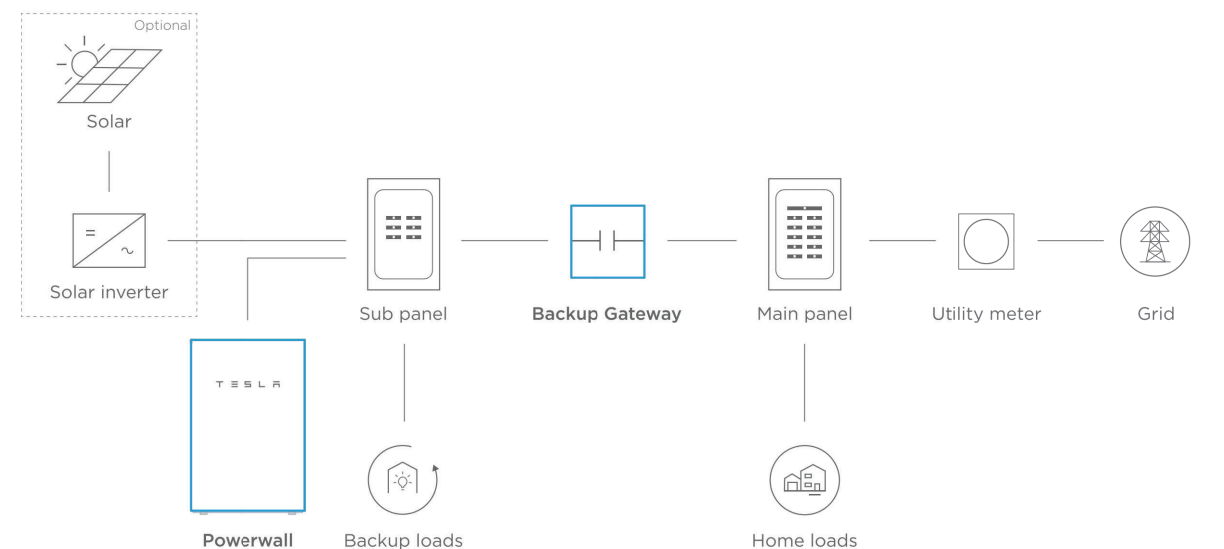 Optional
Solar
Solar inverter
Sub panel
Backup Gateway
Main panel
Utility meter
Grid
TESLA
Powerwall
Backup loads
Home loads